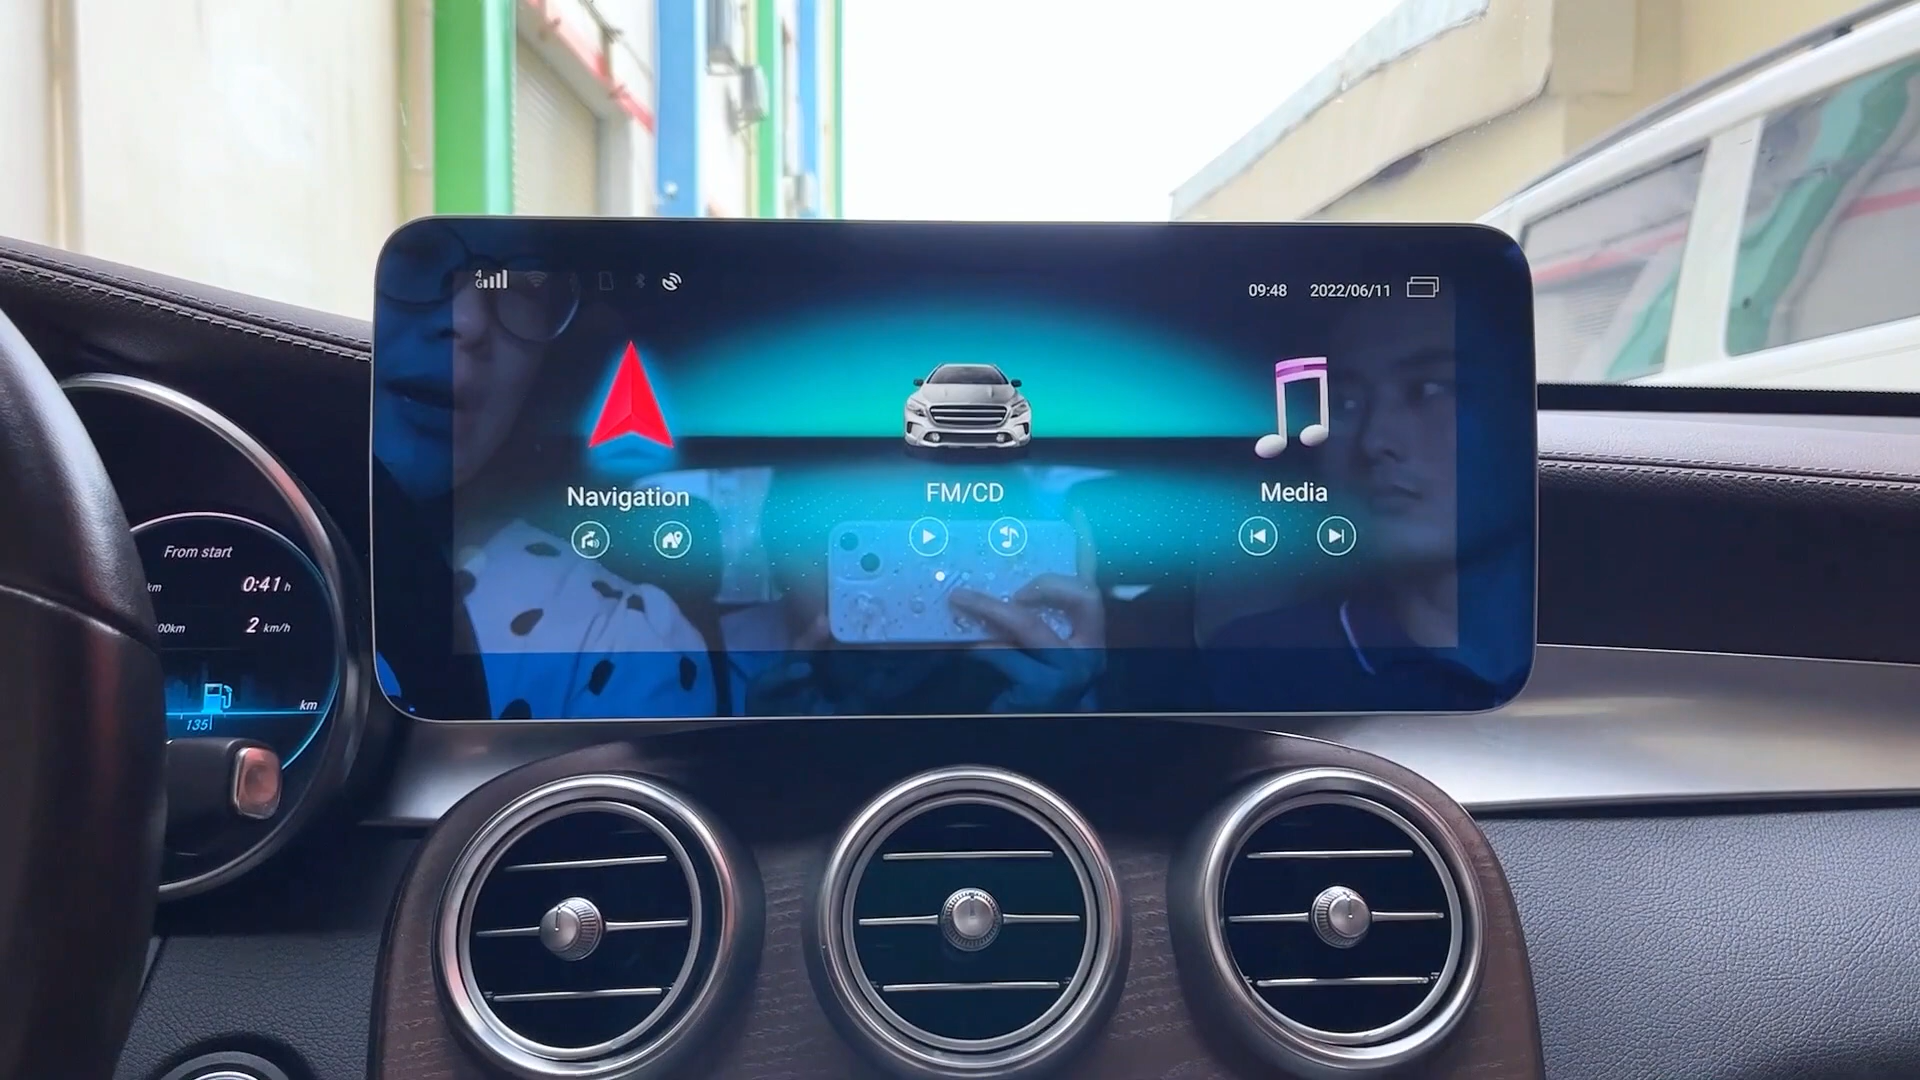 4G
09:48 2022/06/11
Navigation
FM/CD
Media
From start
km 0:41 h
00km 2 km/h
km
135